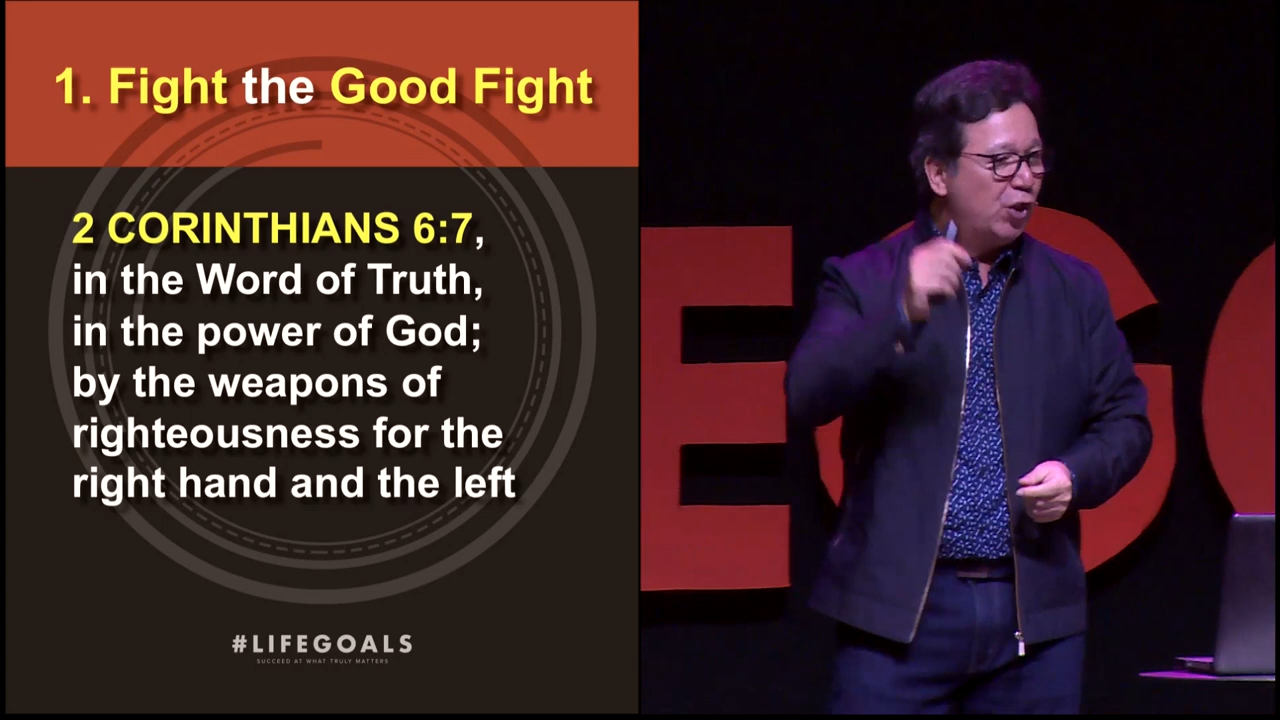 1. Fight the Good Fight
2 CORINTHIANS 6:7,
in the Word of Truth,
in the power of God;
by the weapons of
righteousness for the
right hand and the left
#LIFEGOALS
SUCCEED AT WHAT TRULY MATTERS
EGO